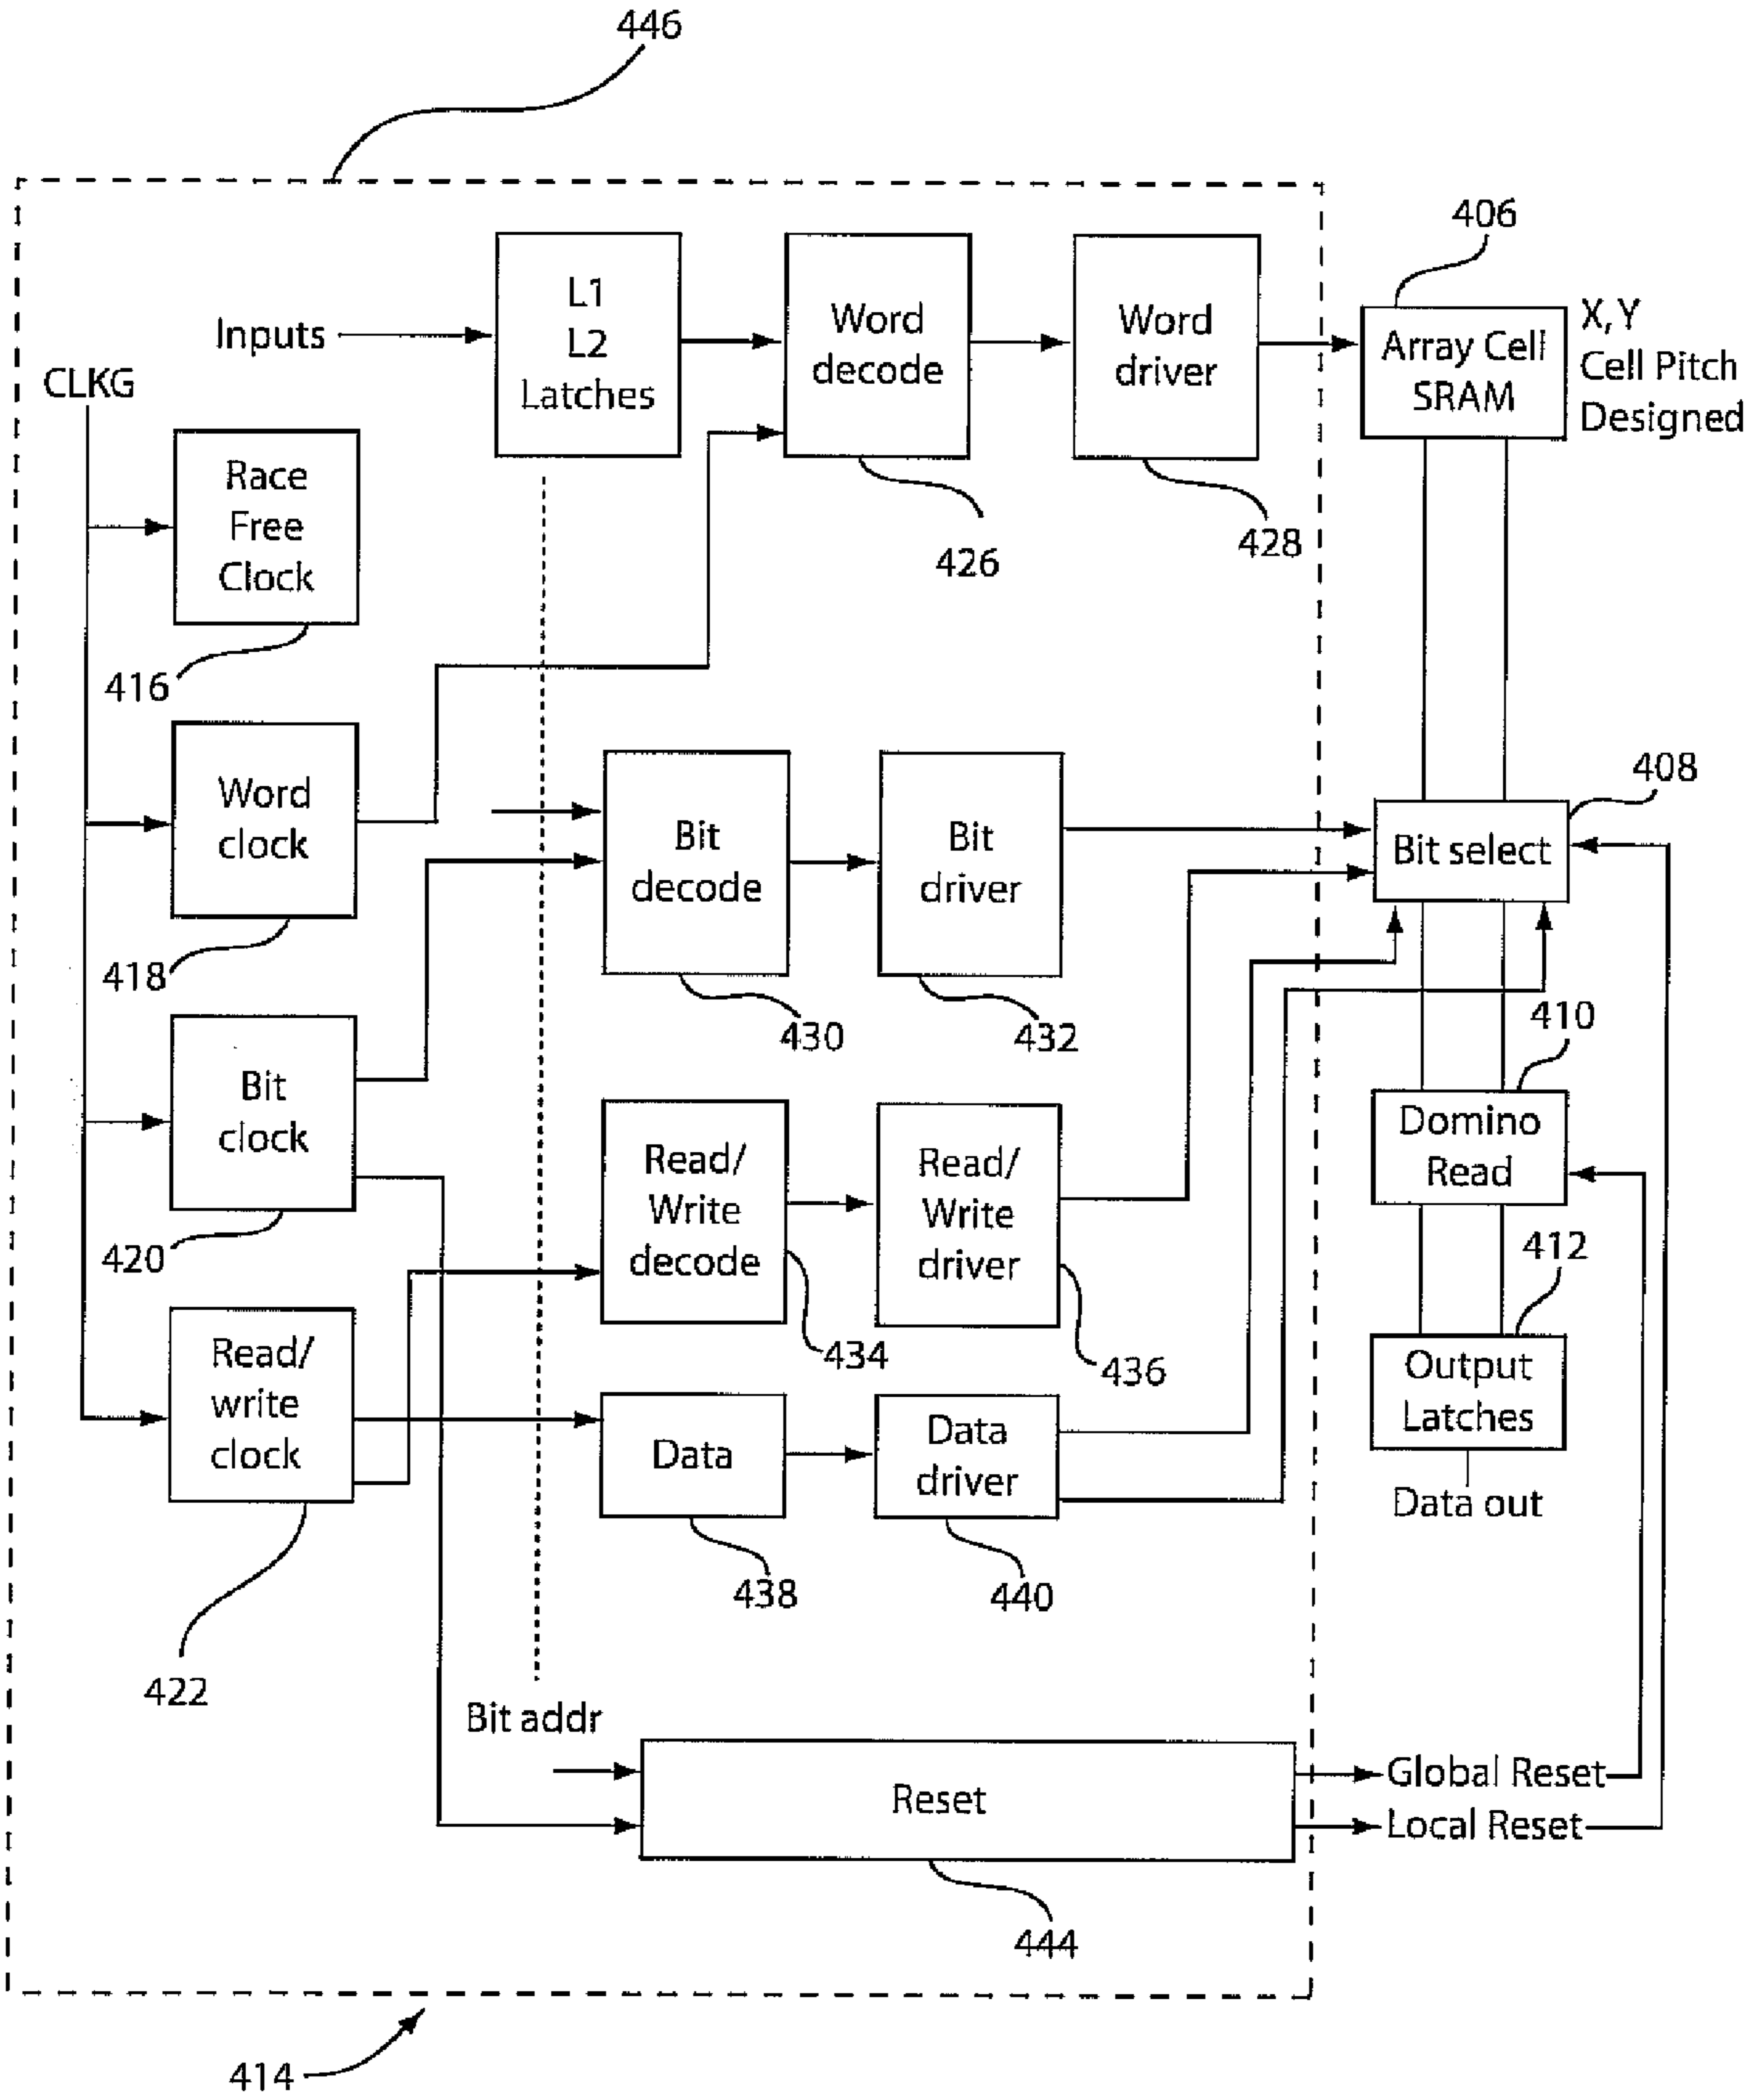 446
406
L1
L2
Latches
Word
decode
Word
driver
Array Cell
SRAM
X, Y
Cell Pitch
Designed
Inputs
CLKG
Race
Free
Clock
426
428
416
Word
clock
408
Bit
decode
Bit
driver
Bit select
418
430
432
410
Bit
clock
Domino
Read
Read/
Write
decode
Read/
Write
driver
420
412
434
436
Read/
write
clock
Output
Latches
Data
Data
driver
Data out
438
440
422
Bit addr
Reset
Global Reset
Local Reset
444
414